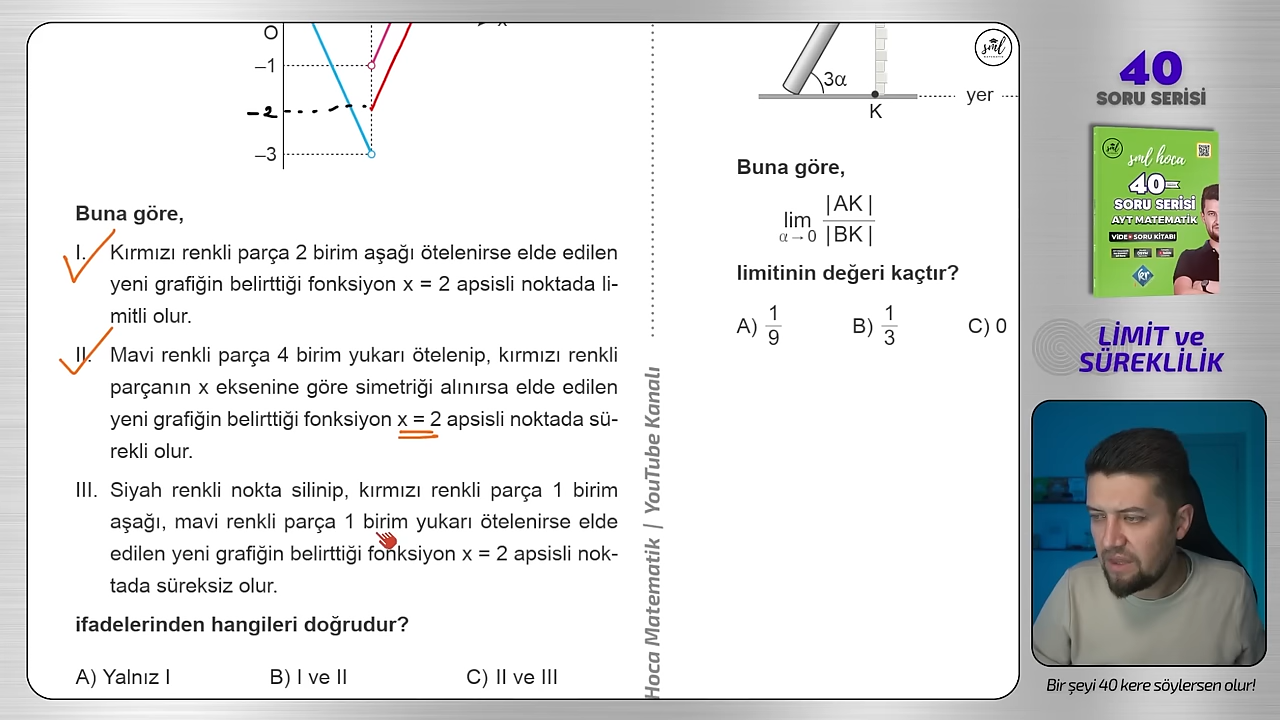 O
x
–1
-2
–3
Buna göre,
I. Kırmızı renkli parça 2 birim aşağı ötelenirse elde edilen
yeni grafiğin belirttiği fonksiyon x = 2 apsisli noktada li-
mitli olur.
II. Mavi renkli parça 4 birim yukarı ötelenip, kırmızı renkli
parçanın x eksenine göre simetriği alınırsa elde edilen
yeni grafiğin belirttiği fonksiyon x = 2 apsisli noktada sü-
rekli olur.
III. Siyah renkli nokta silinip, kırmızı renkli parça 1 birim
aşağı, mavi renkli parça 1 birim yukarı ötelenirse elde
edilen yeni grafiğin belirttiği fonksiyon x = 2 apsisli nok-
tada süreksiz olur.
ifadelerinden hangileri doğrudur?
A) Yalnız I B) I ve II C) II ve III
Hoca Matematik | YouTube Kanalı
3α
yer
K
Buna göre,
lim α→0 |AK| / |BK|
limitinin değeri kaçtır?
A) 1/9 B) 1/3 C) 0
sml
40
SORU SERİSİ
sml hoca
40
SORU SERİSİ
AYT MATEMATİK
VİDEO SORU KİTABI
LİMİT ve
SÜREKLİLİK
Bir şeyi 40 kere söylersen olur!